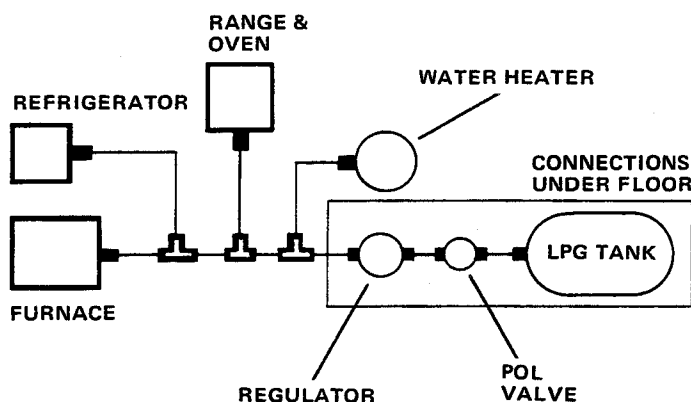 RANGE &
OVEN
WATER HEATER
REFRIGERATOR
CONNECTIONS
UNDER FLOOR
LPG TANK
FURNACE
POL
VALVE
REGULATOR